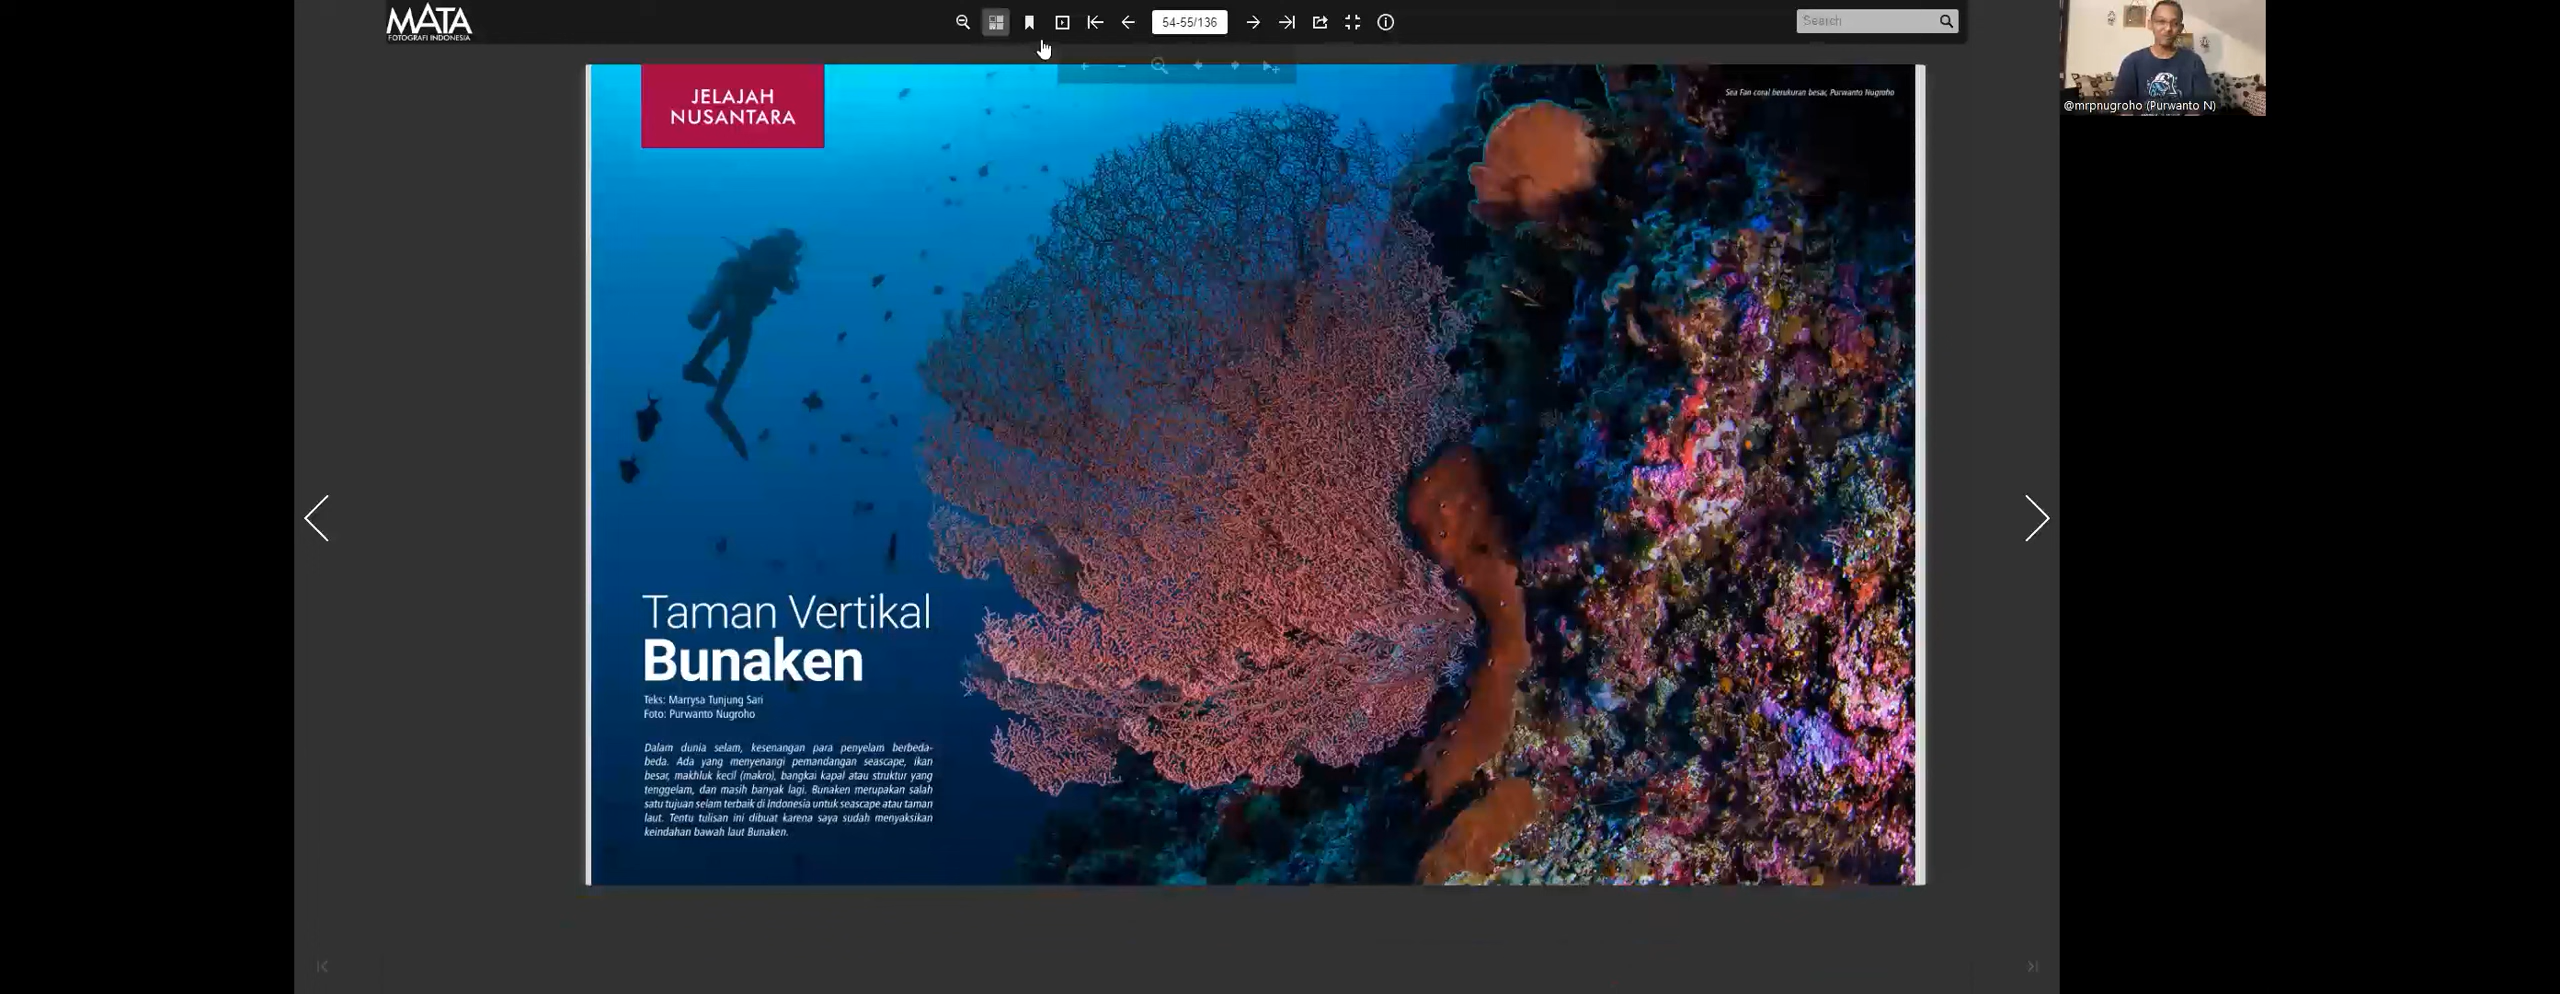 MATA
FOTOGRAFI INDONESIA
54-55/136
Search
@mrpnugroho (Purwanto N)
JELAJAH
NUSANTARA
Sea Fan coral berukuran besar, Purwanto Nugroho
Taman Vertikal
Bunaken
Teks: Marrysa Tunjung Sari
Foto: Purwanto Nugroho
Dalam dunia selam, kesenangan para penyelam berbeda-
beda. Ada yang menyenangi pemandangan seascape, ikan
besar, makhluk kecil (makro), bangkai kapal atau struktur yang
tenggelam, dan masih banyak lagi. Bunaken merupakan salah
satu tujuan selam terbaik di Indonesia untuk seascape atau taman
laut. Tentu tulisan ini dibuat karena saya sudah menyaksikan
keindahan bawah laut Bunaken.